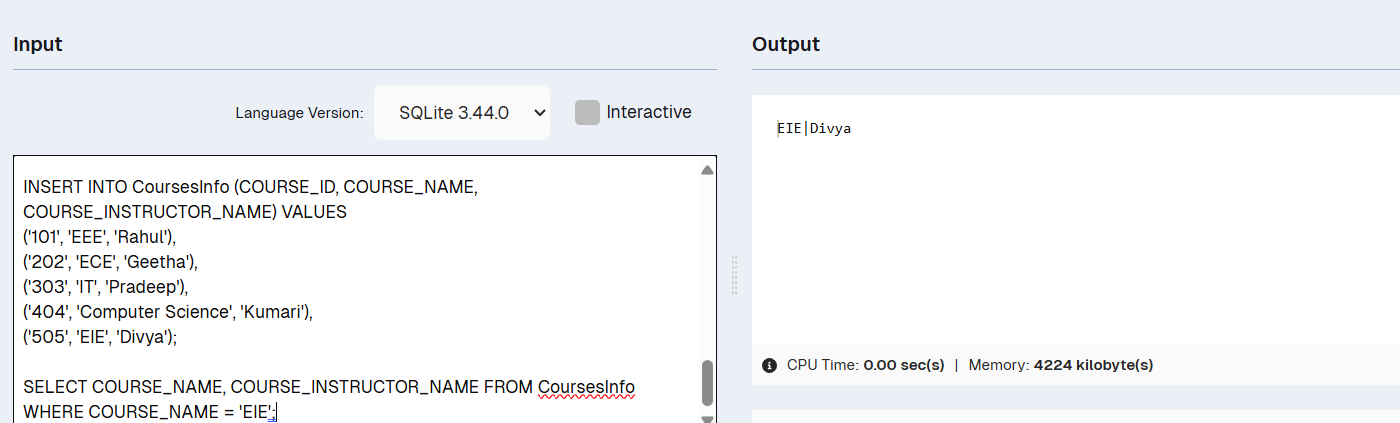 Input
Language Version:
SQLite 3.44.0
Interactive
INSERT INTO CoursesInfo (COURSE_ID, COURSE_NAME,
COURSE_INSTRUCTOR_NAME) VALUES
('101', 'EEE', 'Rahul'),
('202', 'ECE', 'Geetha'),
('303', 'IT', 'Pradeep'),
('404', 'Computer Science', 'Kumari'),
('505', 'EIE', 'Divya');
SELECT COURSE_NAME, COURSE_INSTRUCTOR_NAME FROM CoursesInfo
WHERE COURSE_NAME = 'EIE';
Output
EIE|Divya
CPU Time: 0.00 sec(s) | Memory: 4224 kilobyte(s)